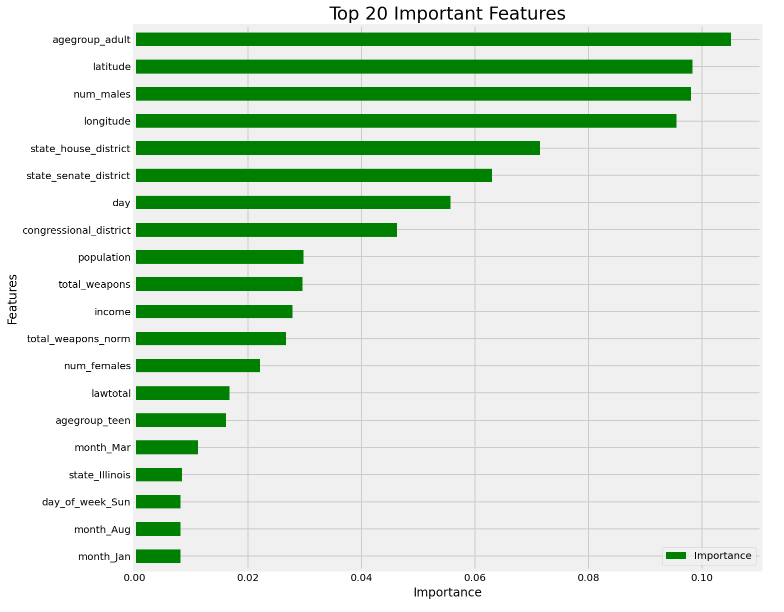 Top 20 Important Features
agegroup_adult
latitude
num_males
longitude
state_house_district
state_senate_district
day
congressional_district
population
total_weapons
income
total_weapons_norm
num_females
lawtotal
agegroup_teen
month_Mar
state_Illinois
day_of_week_Sun
month_Aug
month_Jan
Features
Importance
0.00 0.02 0.04 0.06 0.08 0.10
Importance